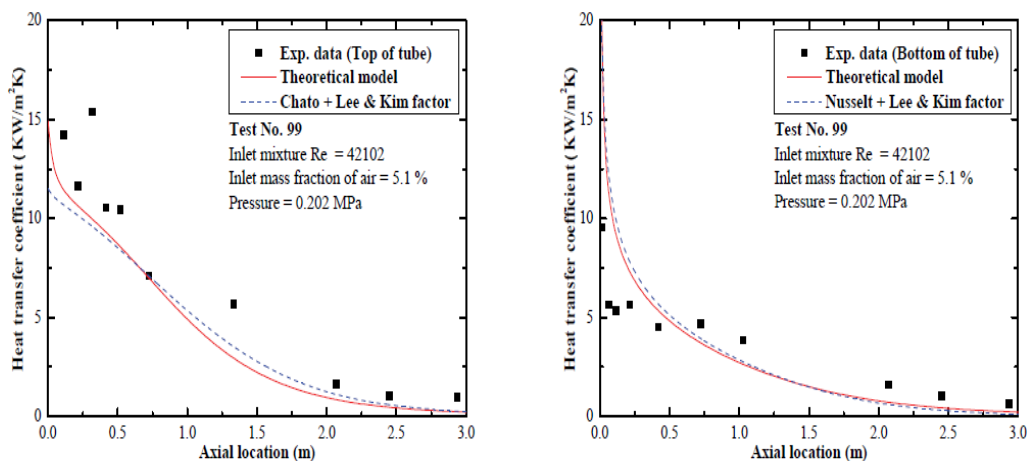 20
15
10
5
0
Heat transfer coefficient ( KW/m²K)
0.0 0.5 1.0 1.5 2.0 2.5 3.0
Axial location (m)
Exp. data (Top of tube)
Theoretical model
Chato + Lee & Kim factor
Test No. 99
Inlet mixture Re = 42102
Inlet mass fraction of air = 5.1 %
Pressure = 0.202 MPa
20
15
10
5
0
Heat transfer coefficient ( KW/m²K)
0.0 0.5 1.0 1.5 2.0 2.5 3.0
Axial location (m)
Exp. data (Bottom of tube)
Theoretical model
Nusselt + Lee & Kim factor
Test No. 99
Inlet mixture Re = 42102
Inlet mass fraction of air = 5.1 %
Pressure = 0.202 MPa